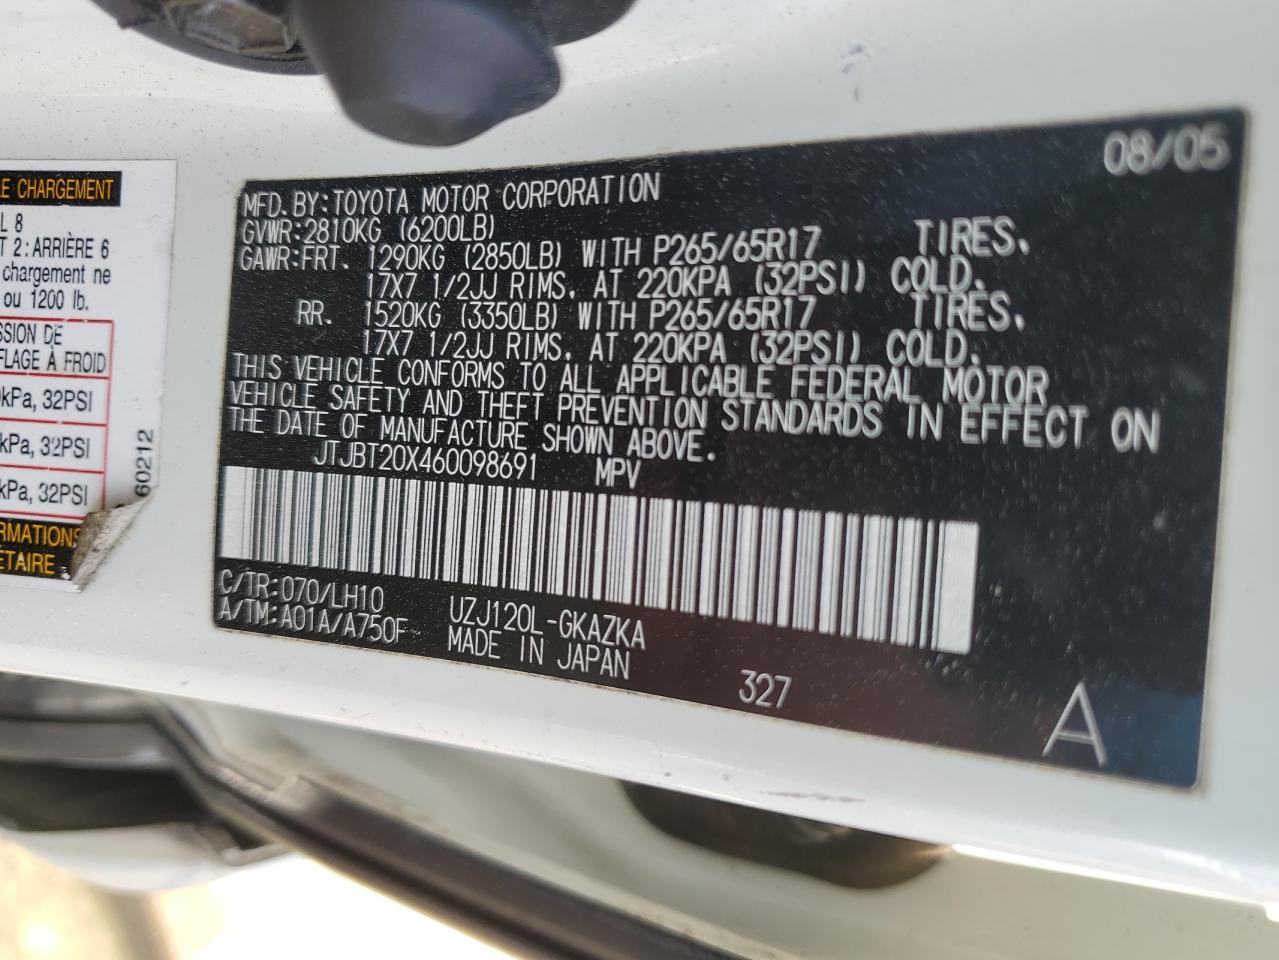 LE CHARGEMENT
L 8
T 2: ARRIÈRE 6
chargement ne
ou 1200 lb.
SSION DE
FLAGE À FROID
kPa, 32PSI
kPa, 32PSI
kPa, 32PSI
RMATIONS
ÉTAIRE
60212
08/05
MFD. BY: TOYOTA MOTOR CORPORATION
GVWR: 2810KG (6200LB)
GAWR: FRT. 1290KG (2850LB) WITH P265/65R17 TIRES,
17X7 1/2JJ RIMS, AT 220KPA (32PSI) COLD.
RR. 1520KG (3350LB) WITH P265/65R17 TIRES,
17X7 1/2JJ RIMS, AT 220KPA (32PSI) COLD.
THIS VEHICLE CONFORMS TO ALL APPLICABLE FEDERAL MOTOR
VEHICLE SAFETY AND THEFT PREVENTION STANDARDS IN EFFECT ON
THE DATE OF MANUFACTURE SHOWN ABOVE.
JTJBT20X460098691 MPV
C/TR: 070/LH10 UZJ120L-GKAZKA
A/TM: A01A/A750F MADE IN JAPAN
327
A